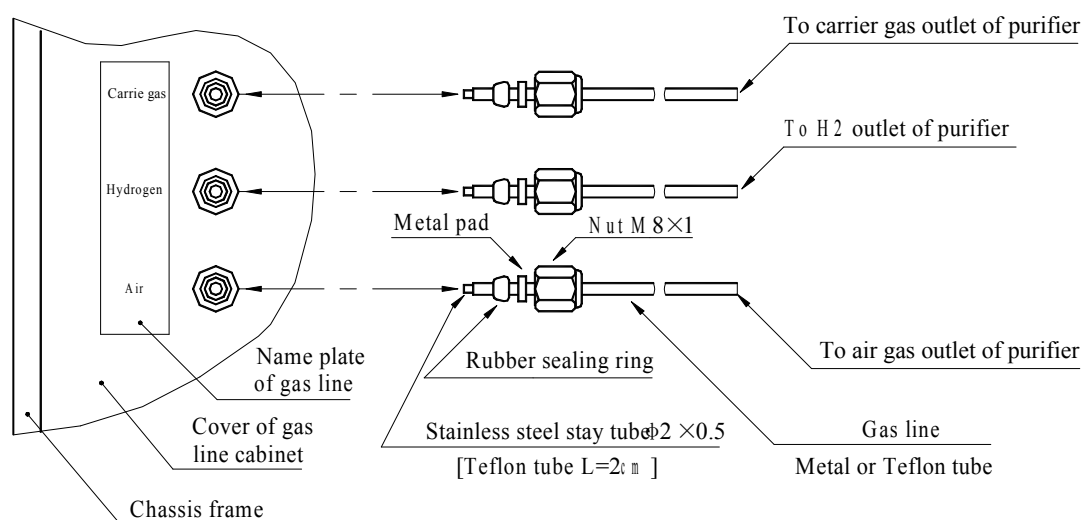 To carrier gas outlet of purifier
Carrie gas
To H2 outlet of purifier
Hydrogen
Metal pad
Nut M8×1
Air
To air gas outlet of purifier
Name plate
of gas line
Rubber sealing ring
Cover of gas
line cabinet
Stainless steel stay tubeφ2×0.5
[Teflon tube L=2cm]
Gas line
Metal or Teflon tube
Chassis frame